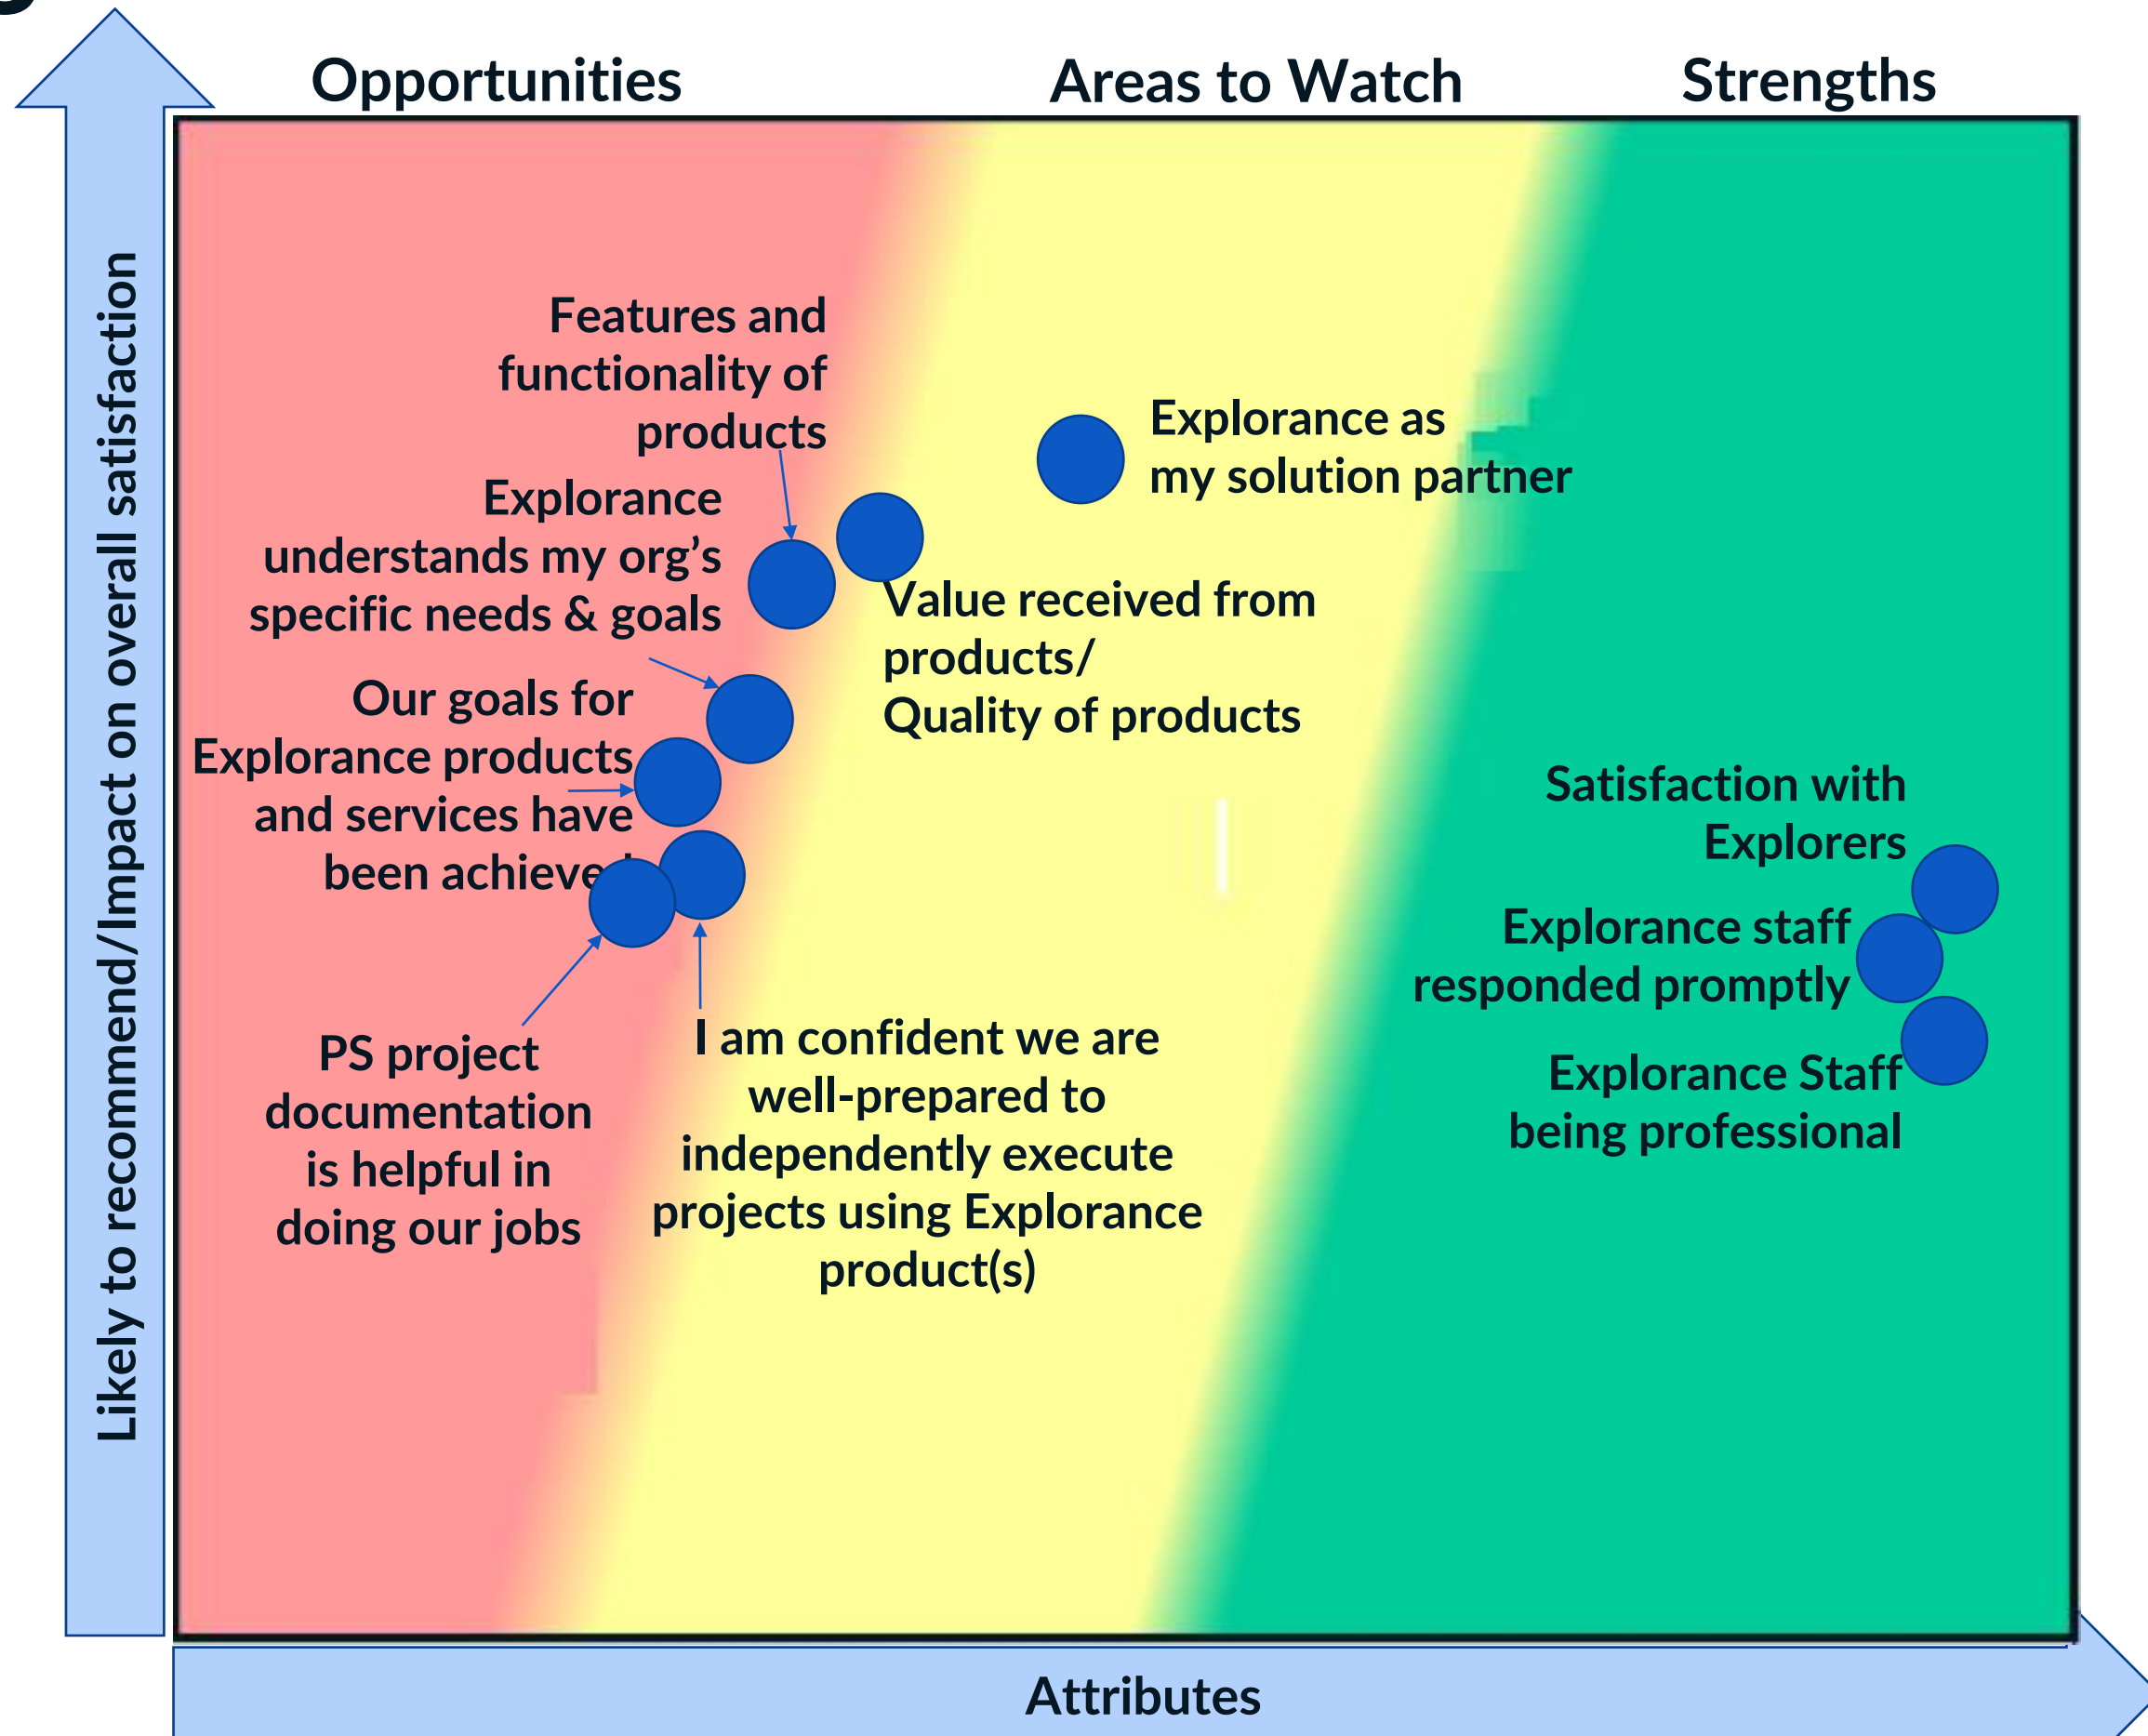 Opportunities
Areas to Watch
Strengths
Likely to recommend/Impact on overall satisfaction
Features and
functionality of
products
Explorance as
my solution partner
Explorance
understands my org's
specific needs & goals
Value received from
products/
Quality of products
Our goals for
Explorance products
and services have
been achieved
Satisfaction with
Explorers
Explorance staff
responded promptly
Explorance Staff
being professional
PS project
documentation
is helpful in
doing our jobs
I am confident we are
well-prepared to
independently execute
projects using Explorance
product(s)
Attributes